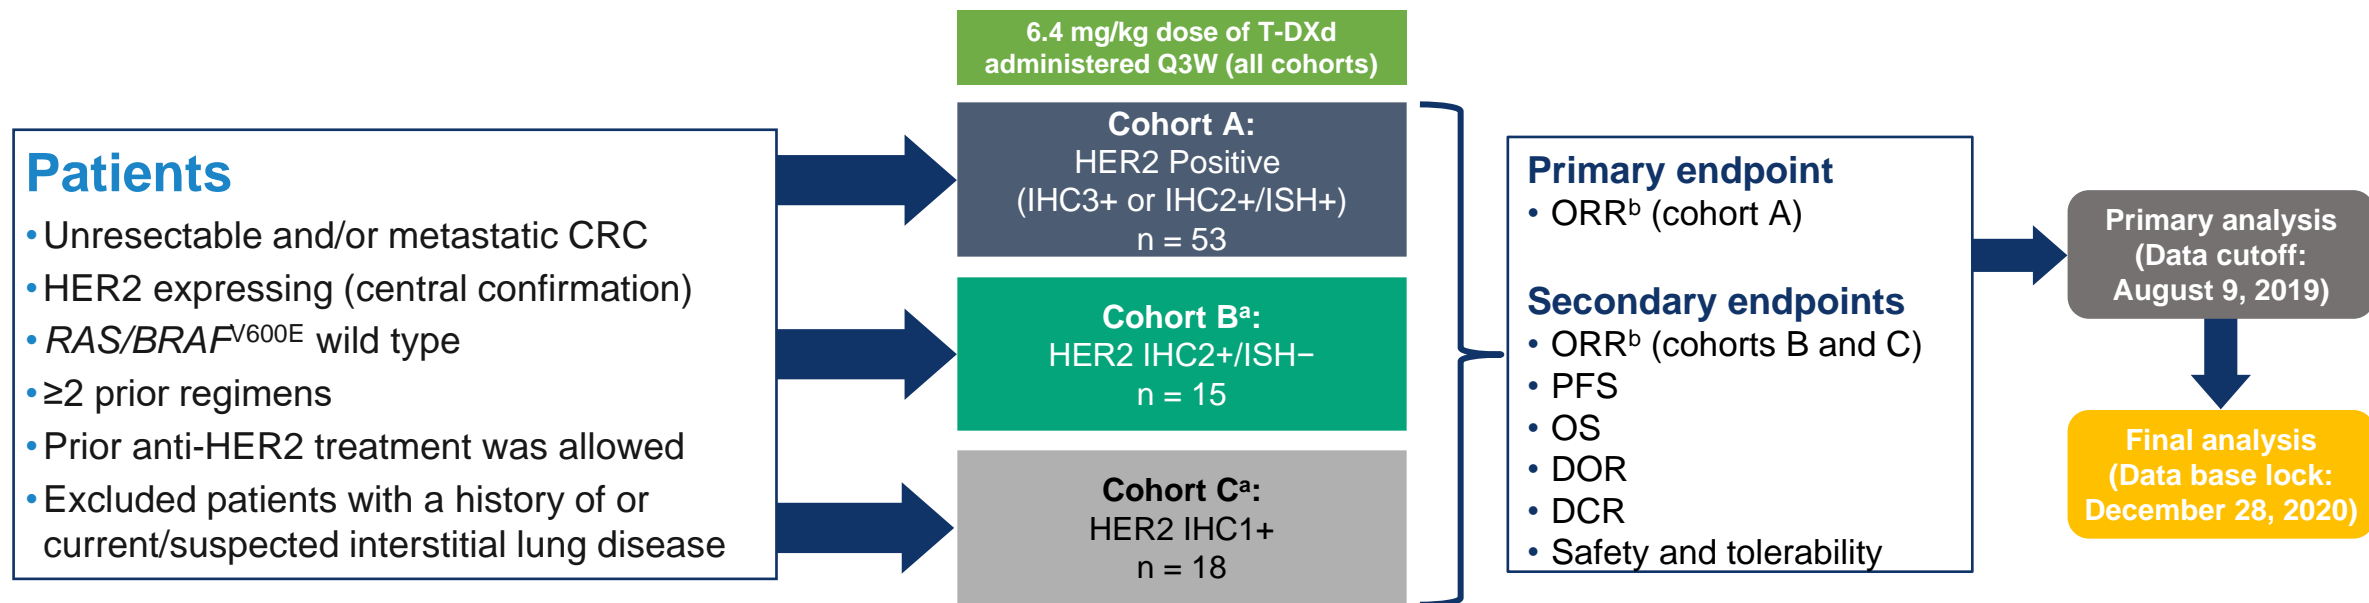 6.4 mg/kg dose of T-DXd
administered Q3W (all cohorts)
Patients
• Unresectable and/or metastatic CRC
• HER2 expressing (central confirmation)
• RAS/BRAFV600E wild type
• ≥2 prior regimens
• Prior anti-HER2 treatment was allowed
• Excluded patients with a history of or
current/suspected interstitial lung disease
Cohort A:
HER2 Positive
(IHC3+ or IHC2+/ISH+)
n = 53
Cohort Bᵃ:
HER2 IHC2+/ISH−
n = 15
Cohort Cᵃ:
HER2 IHC1+
n = 18
Primary endpoint
• ORRᵇ (cohort A)
Secondary endpoints
• ORRᵇ (cohorts B and C)
• PFS
• OS
• DOR
• DCR
• Safety and tolerability
Primary analysis
(Data cutoff:
August 9, 2019)
Final analysis
(Data base lock:
December 28, 2020)